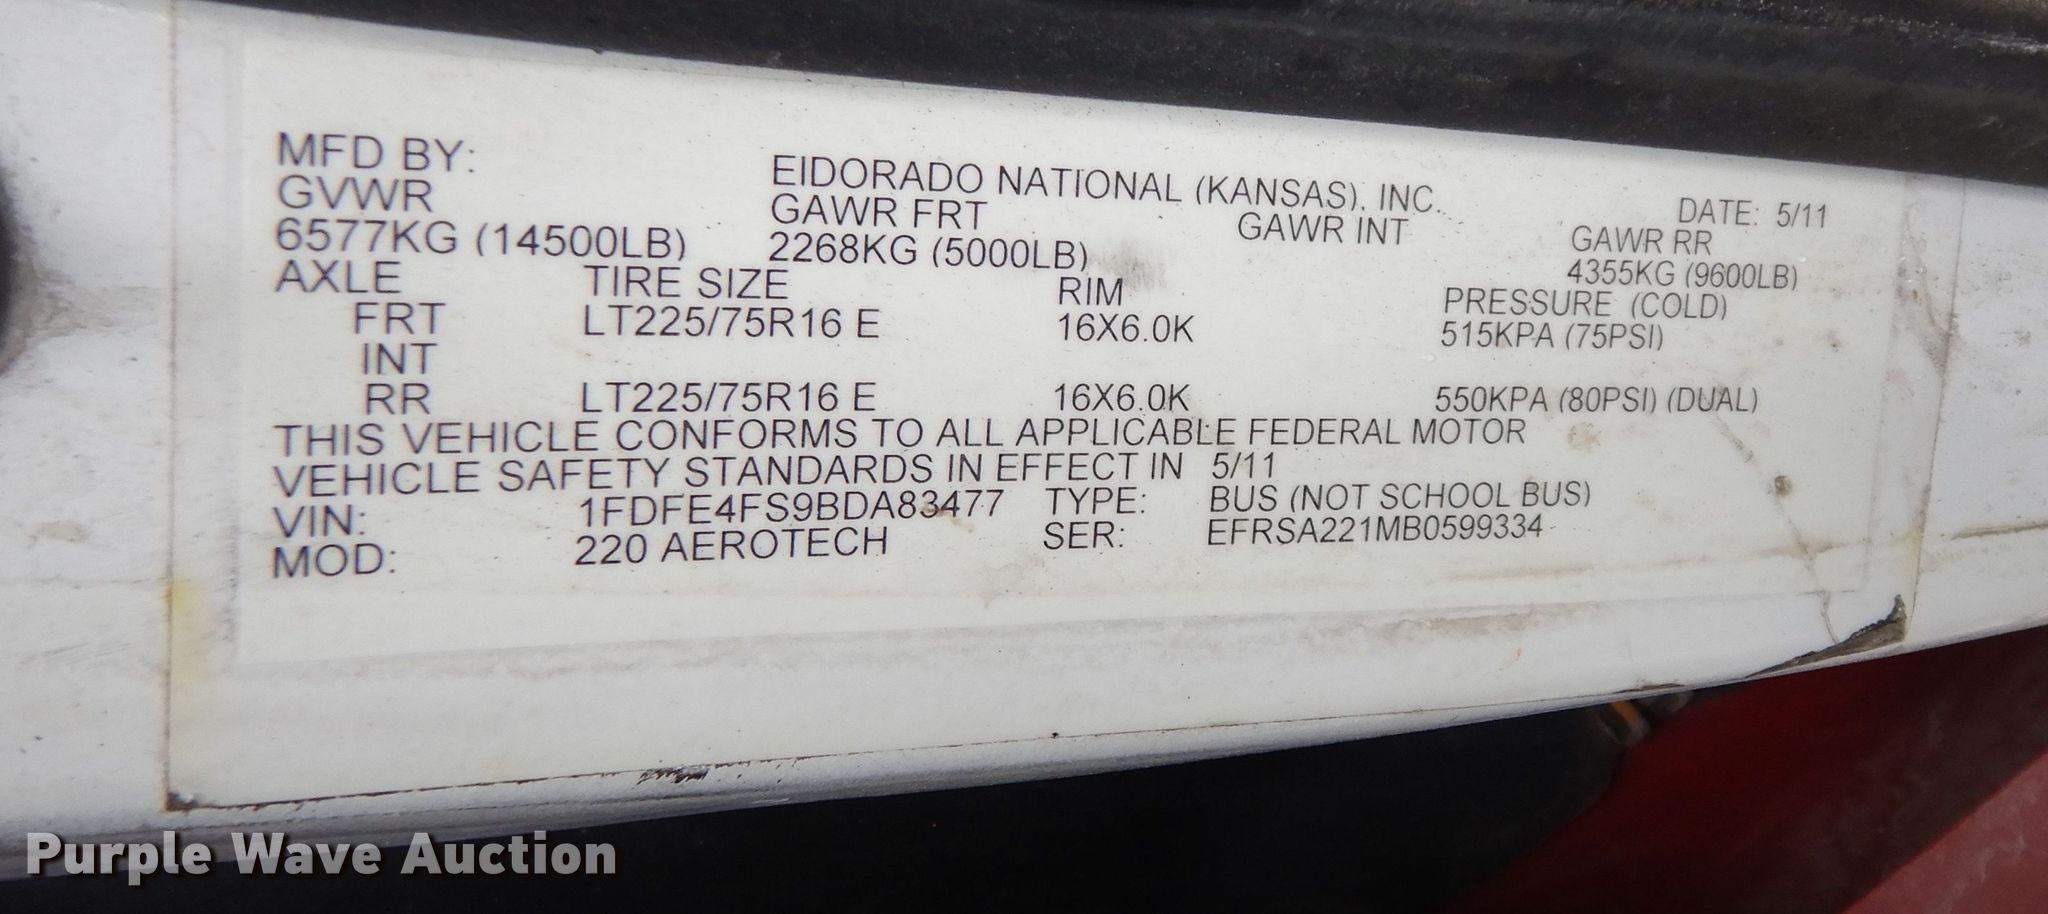 MFD BY: EIDORADO NATIONAL (KANSAS), INC. DATE: 5/11
GVWR GAWR FRT GAWR INT GAWR RR
6577KG (14500LB) 2268KG (5000LB) 4355KG (9600LB)
AXLE TIRE SIZE RIM PRESSURE (COLD)
FRT LT225/75R16 E 16X6.0K 515KPA (75PSI)
INT
RR LT225/75R16 E 16X6.0K 550KPA (80PSI) (DUAL)
THIS VEHICLE CONFORMS TO ALL APPLICABLE FEDERAL MOTOR
VEHICLE SAFETY STANDARDS IN EFFECT IN 5/11
VIN: 1FDFE4FS9BDA83477 TYPE: BUS (NOT SCHOOL BUS)
MOD: 220 AEROTECH SER: EFRSA221MB0599334
Purple Wave Auction